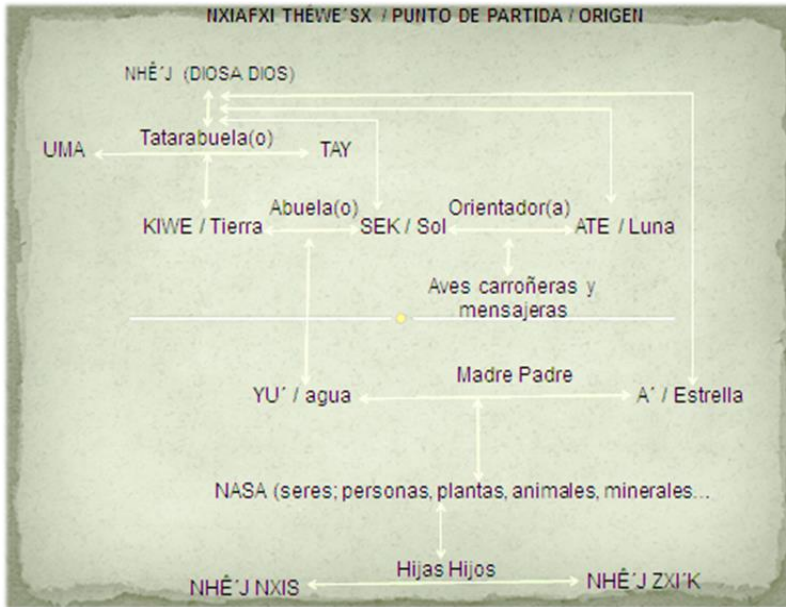 NXIAFXI THÉWE´SX / PUNTO DE PARTIDA / ORIGEN
NHÊ´J (DIOSA DIOS)
Tatarabuela(o)
UMA TAY
Abuela(o) Orientador(a)
KIWE / Tierra SEK / Sol ATE / Luna
Aves carroñeras y
mensajeras
Madre Padre
YU´ / agua A´ / Estrella
NASA (seres; personas, plantas, animales, minerales...
Hijas Hijos
NHÊ´J NXIS NHÊ´J ZXI´K